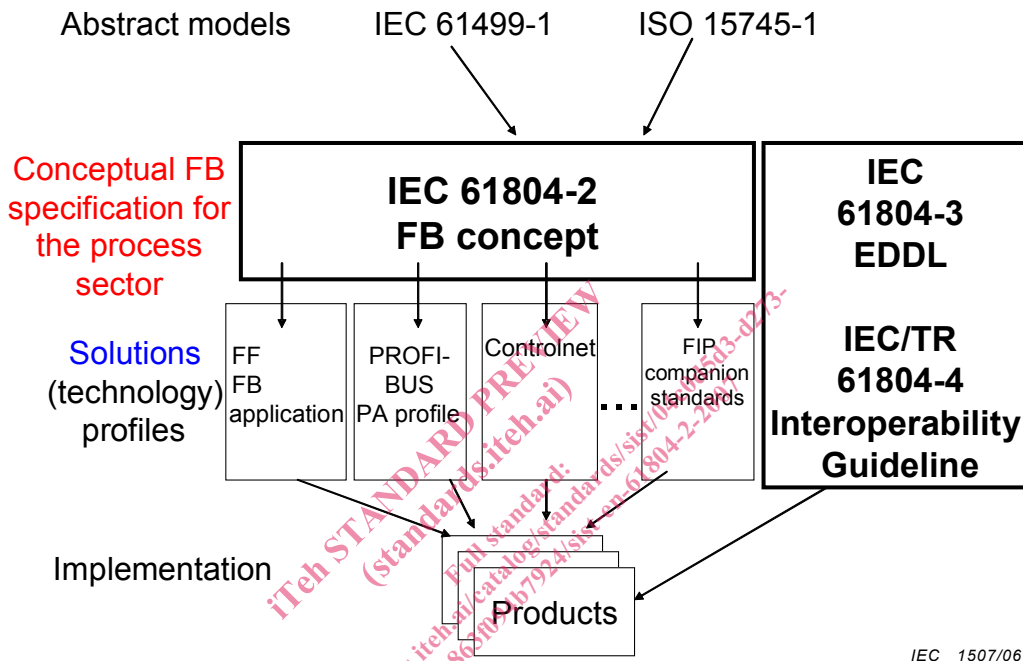 Abstract models
IEC 61499-1
ISO 15745-1
Conceptual FB
specification for
the process
sector
IEC 61804-2
FB concept
IEC
61804-3
EDDL
IEC/TR
61804-4
Interoperability
Guideline
Solutions
(technology)
profiles
FF
FB
application
PROFI-
BUS
PA profile
Controlnet
FIP
companion
standards
Implementation
Products
iTeh STANDARD PREVIEW
(standards.iteh.ai)
Full standard:
IEC 1507/06